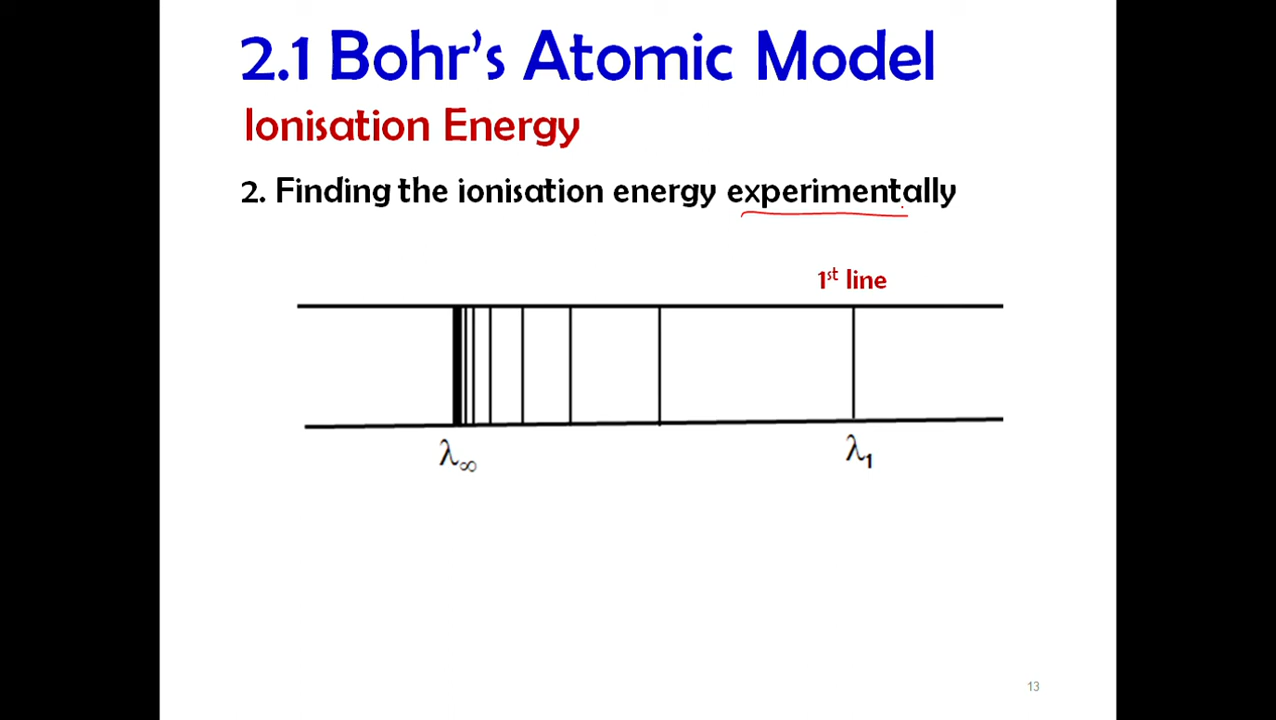 2.1 Bohr's Atomic Model
Ionisation Energy
2. Finding the ionisation energy experimentally
1st line
λ∞ λ1
13